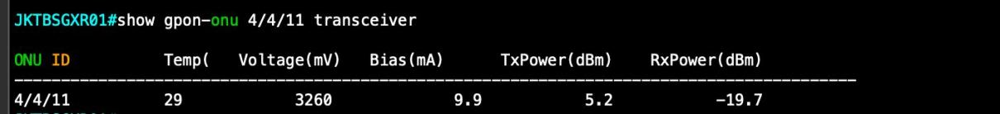 JKTBSGXR01#show gpon-onu 4/4/11 transceiver
ONU ID Temp( Voltage(mV) Bias(mA) TxPower(dBm) RxPower(dBm)
--------------------------------------------------------------------------------------------
4/4/11 29 3260 9.9 5.2 -19.7